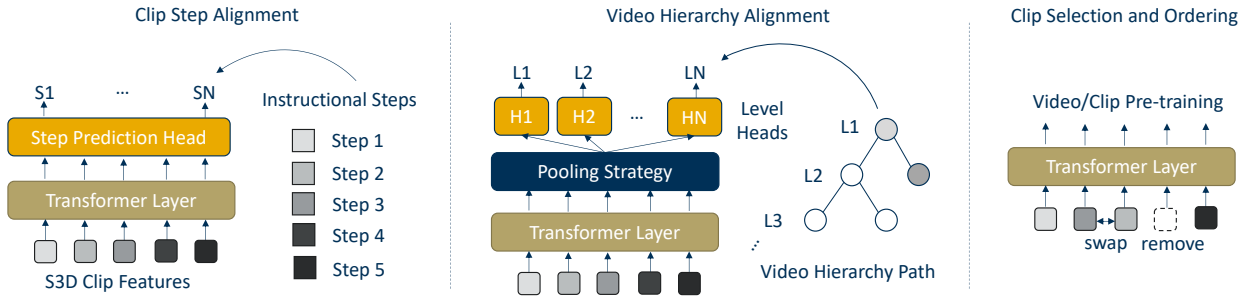 Clip Step Alignment
S1 ... SN
Step Prediction Head
Transformer Layer
S3D Clip Features
Instructional Steps
Step 1
Step 2
Step 3
Step 4
Step 5
Video Hierarchy Alignment
L1 L2 LN
H1 H2 ... HN
Level
Heads
Pooling Strategy
Transformer Layer
L1
L2
L3
...
Video Hierarchy Path
Clip Selection and Ordering
Video/Clip Pre-training
Transformer Layer
swap remove